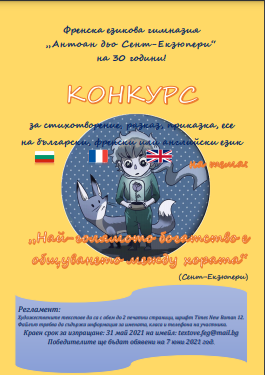 Френска езикова гимназия
„Антоан дьо Сент-Екзюпери“
на 30 години!
КОНКУРС
за стихотворение, разказ, приказка, есе
на български, френски или английски език
на тема:
„Най-голямото богатство е
общуването между хората“
(Сент-Екзюпери)
Регламент:
Художествените текстове да са с обем до 2 печатни страници, шрифт Times New Roman 12.
Файлът трябва да съдържа информация за имената, класа и телефона на участника.
Краен срок за изпращане: 31 май 2021 на имейл: textove.feg@mail.bg
Победителите ще бъдат обявени на 7 юни 2021 год.